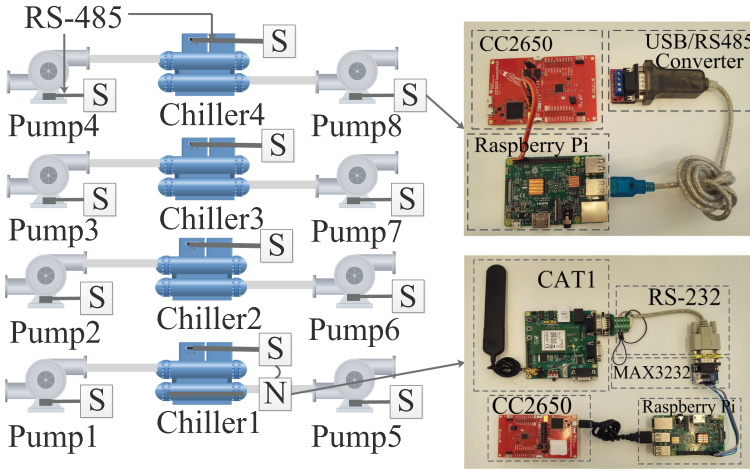 RS-485
S
S
Pump4
Chiller4
S
Pump8
S
S
Pump3
Chiller3
S
Pump7
S
S
Pump2
Chiller2
S
Pump6
S
S
N
Pump1
Chiller1
S
Pump5
CC2650
USB/RS485
Converter
Raspberry Pi
CAT1
RS-232
MAX3232
CC2650
Raspberry Pi